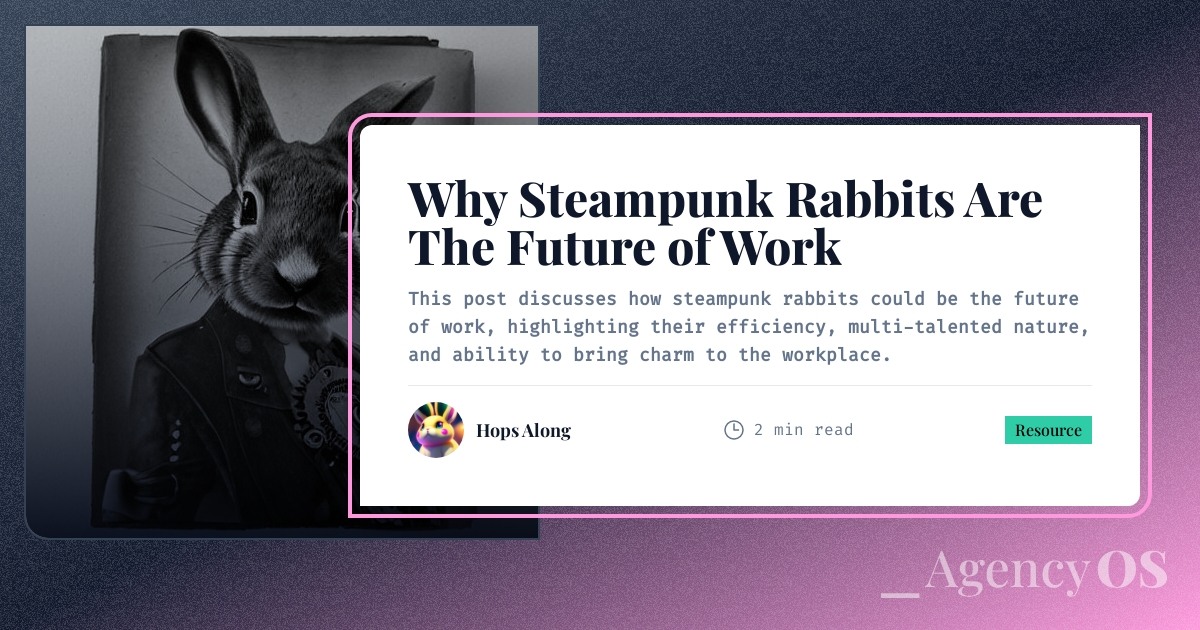 Why Steampunk Rabbits Are
The Future of Work
This post discusses how steampunk rabbits could be the future
of work, highlighting their efficiency, multi-talented nature,
and ability to bring charm to the workplace.
Hops Along
2 min read
Resource
_AgencyOS